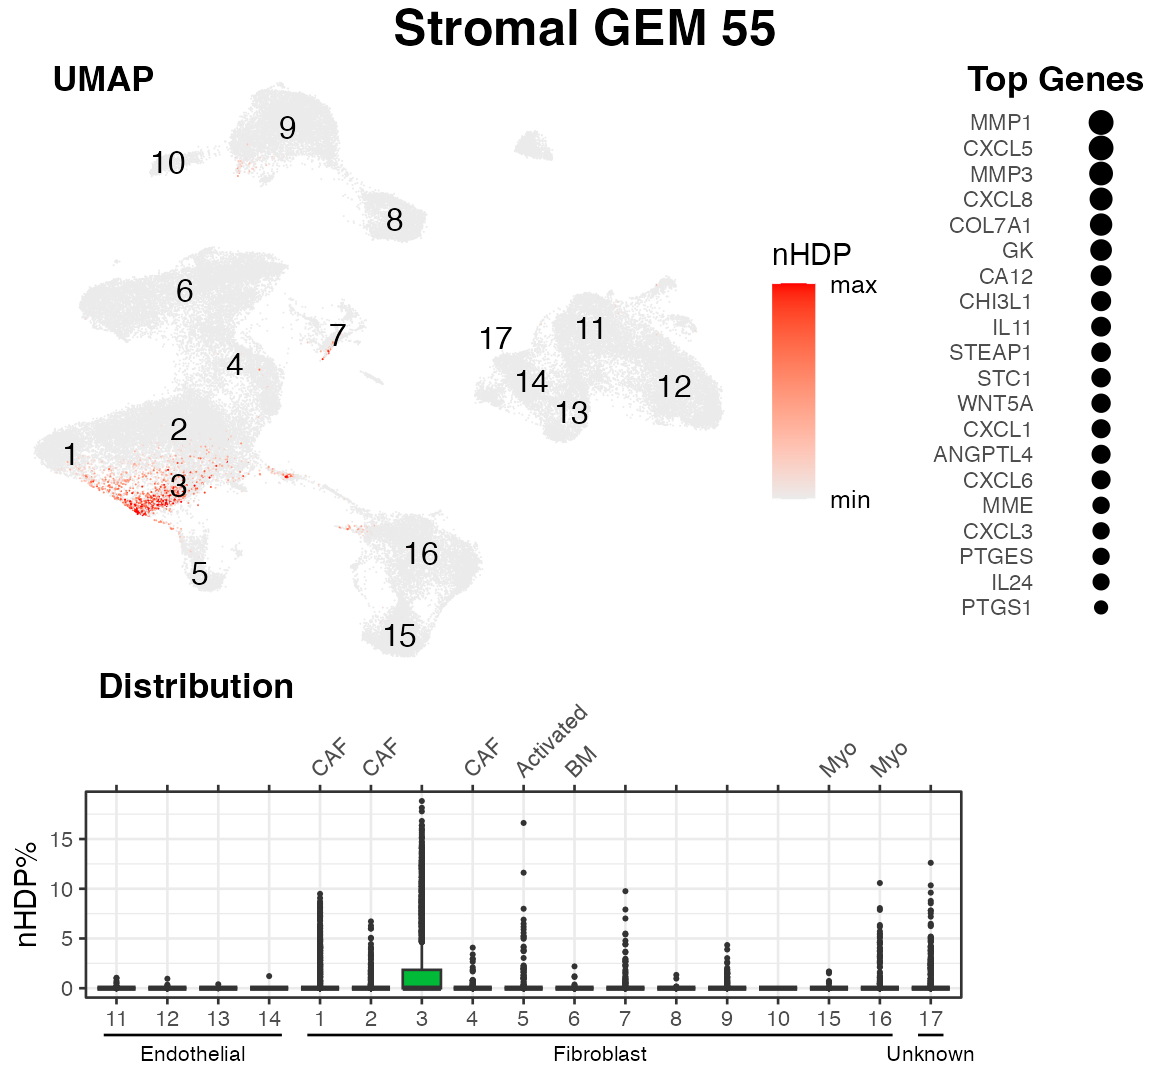 Stromal GEM 55
UMAP
9
10
8
6
7
4
2
1
3
5
16
15
17
11
14
12
13
nHDP
max
min
Top Genes
MMP1
CXCL5
MMP3
CXCL8
COL7A1
GK
CA12
CHI3L1
IL11
STEAP1
STC1
WNT5A
CXCL1
ANGPTL4
CXCL6
MME
CXCL3
PTGES
IL24
PTGS1
Distribution
CAF CAF CAF Activated BM Myo Myo
nHDP%
15
10
5
0
11 12 13 14 1 2 3 4 5 6 7 8 9 10 15 16 17
Endothelial Fibroblast Unknown